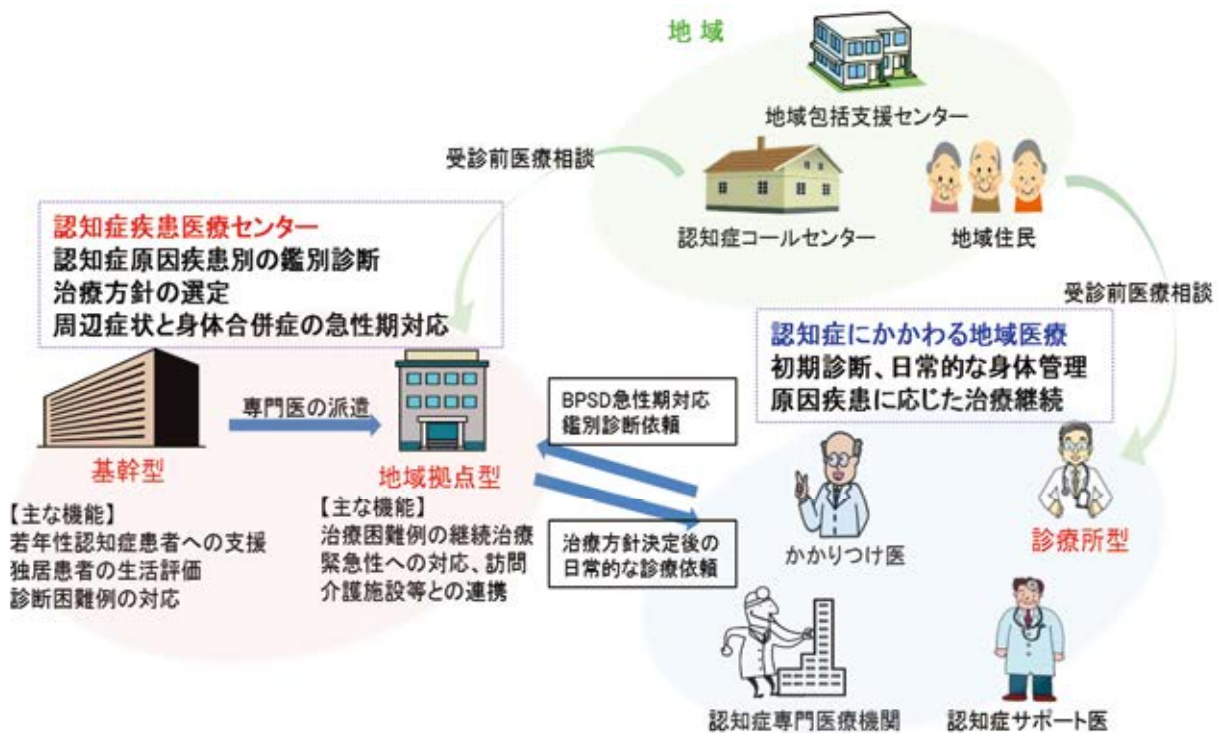 地域
地域包括支援センター
受診前医療相談
認知症コールセンター
地域住民
受診前医療相談
認知症疾患医療センター
認知症原因疾患別の鑑別診断
治療方針の選定
周辺症状と身体合併症の急性期対応
認知症にかかわる地域医療
初期診断、日常的な身体管理
原因疾患に応じた治療継続
専門医の派遣
BPSD急性期対応
鑑別診断依頼
基幹型
【主な機能】
若年性認知症患者への支援
独居患者の生活評価
診断困難例の対応
地域拠点型
【主な機能】
治療困難例の継続治療
緊急性への対応、訪問
介護施設等との連携
治療方針決定後の
日常的な診療依頼
かかりつけ医
診療所型
認知症専門医療機関
認知症サポート医